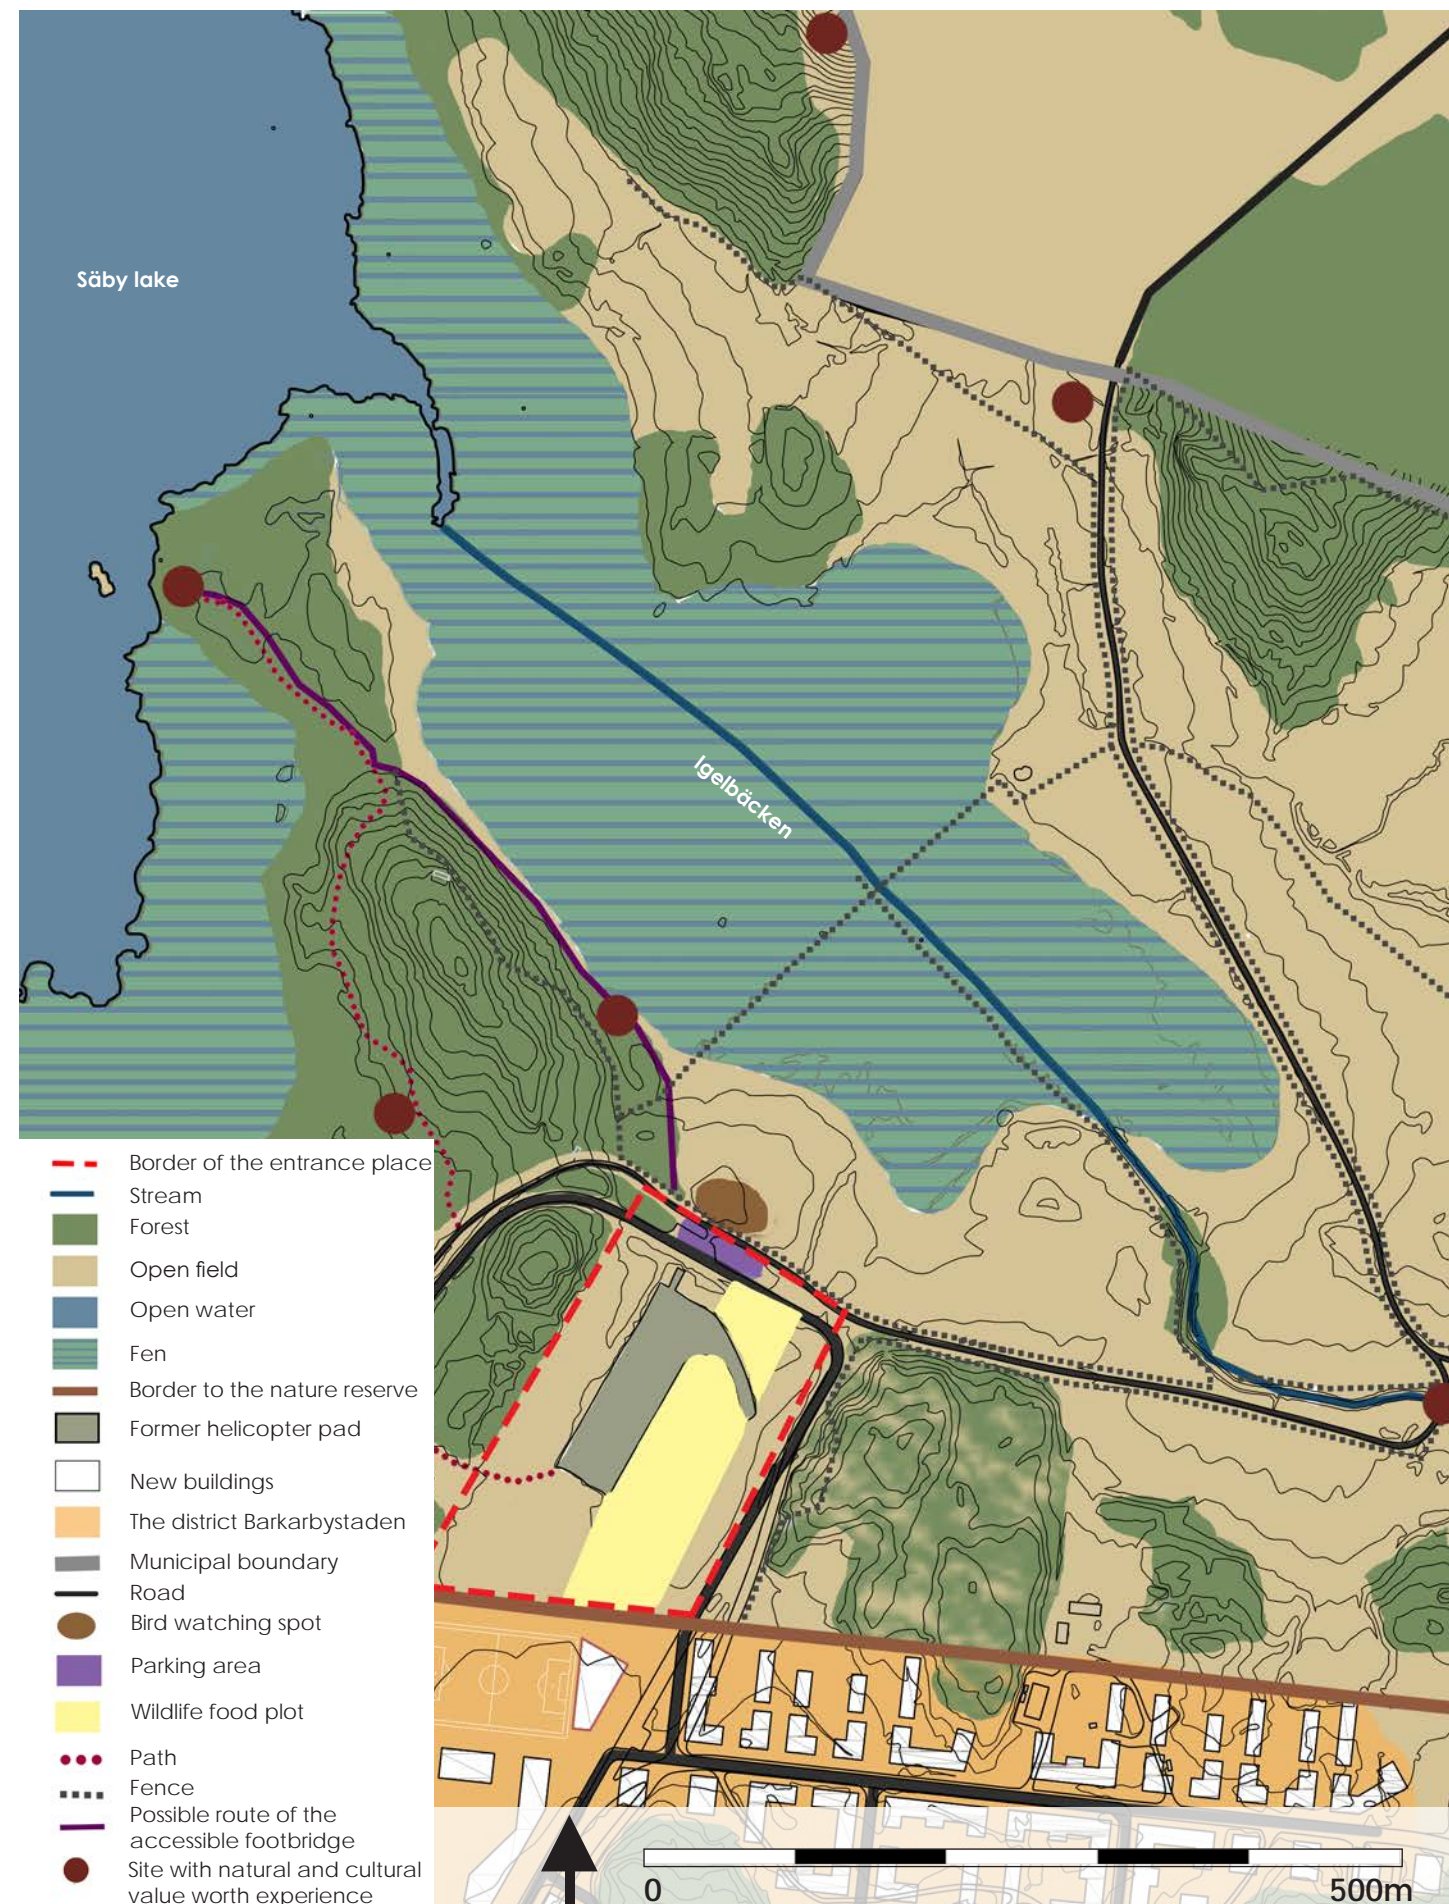 Säby lake
Igelbäcken
Border of the entrance place
Stream
Forest
Open field
Open water
Fen
Border to the nature reserve
Former helicopter pad
New buildings
The district Barkarbystaden
Municipal boundary
Road
Bird watching spot
Parking area
Wildlife food plot
Path
Fence
Possible route of the
accessible footbridge
Site with natural and cultural
value worth experience
0
500m